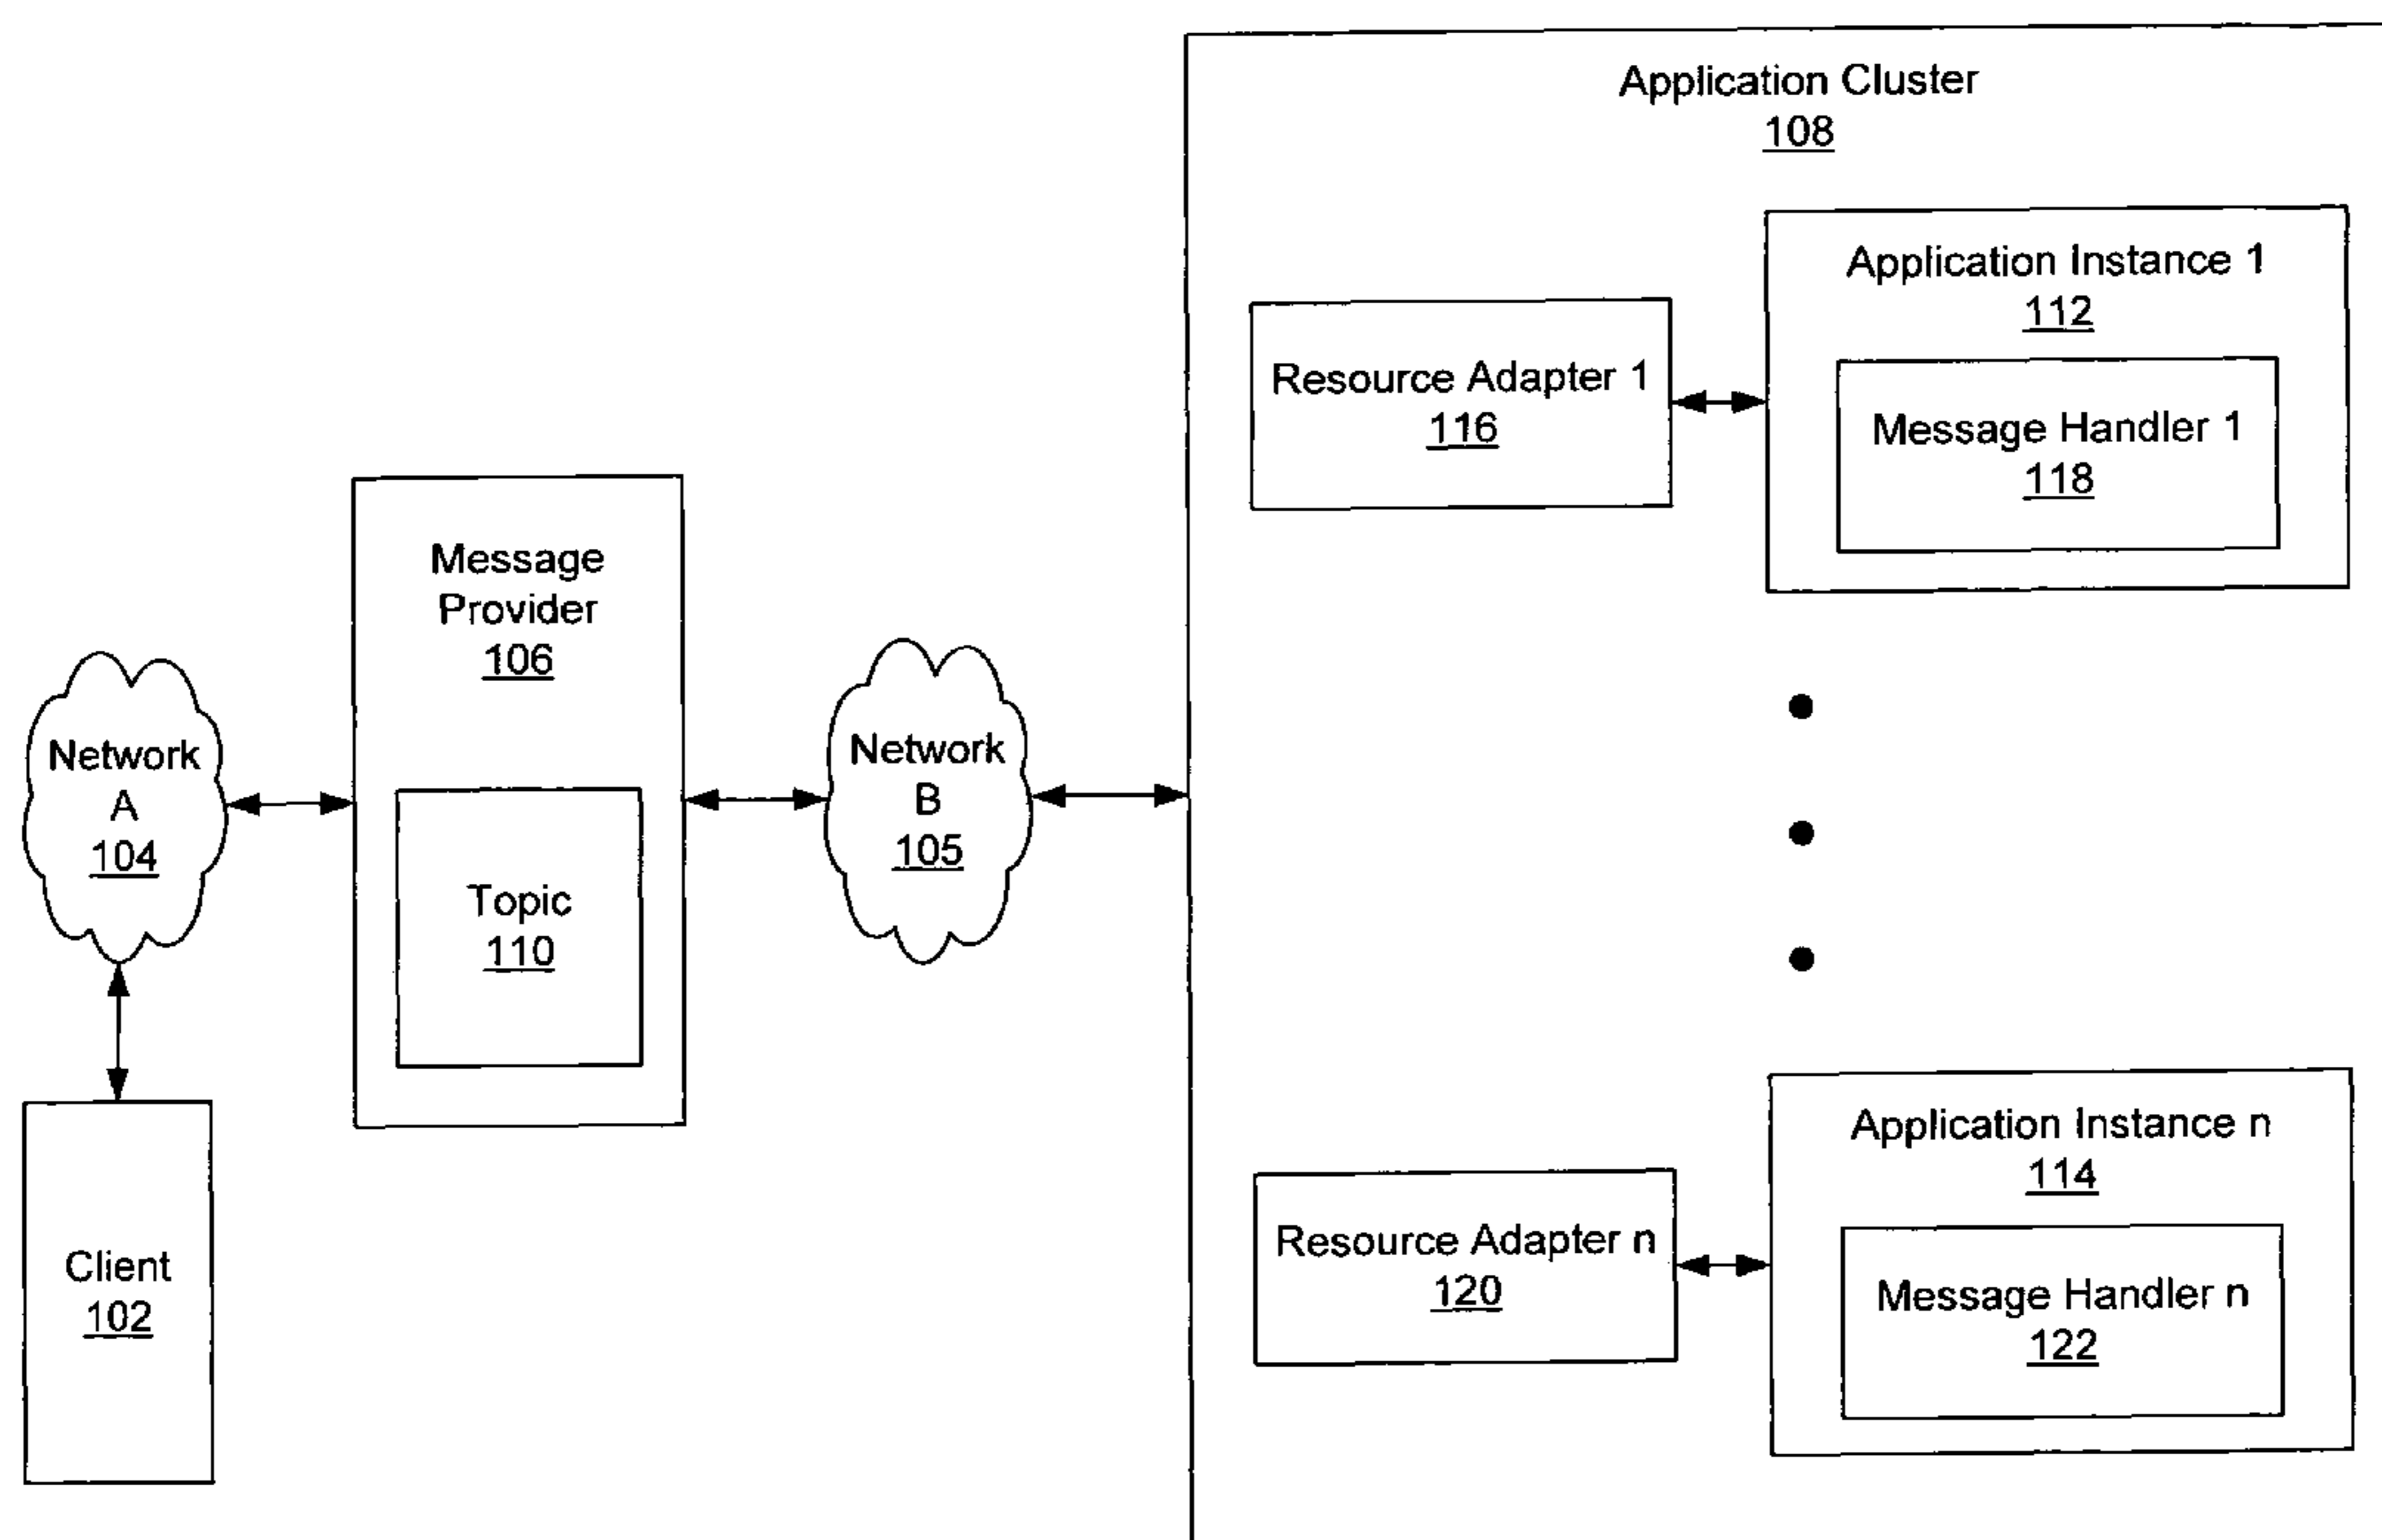 Application Cluster
108
Application Instance 1
112
Resource Adapter 1
116
Message Handler 1
118
Message
Provider
106
Network
A
104
Network
B
105
Topic
110
Client
102
Application Instance n
114
Resource Adapter n
120
Message Handler n
122